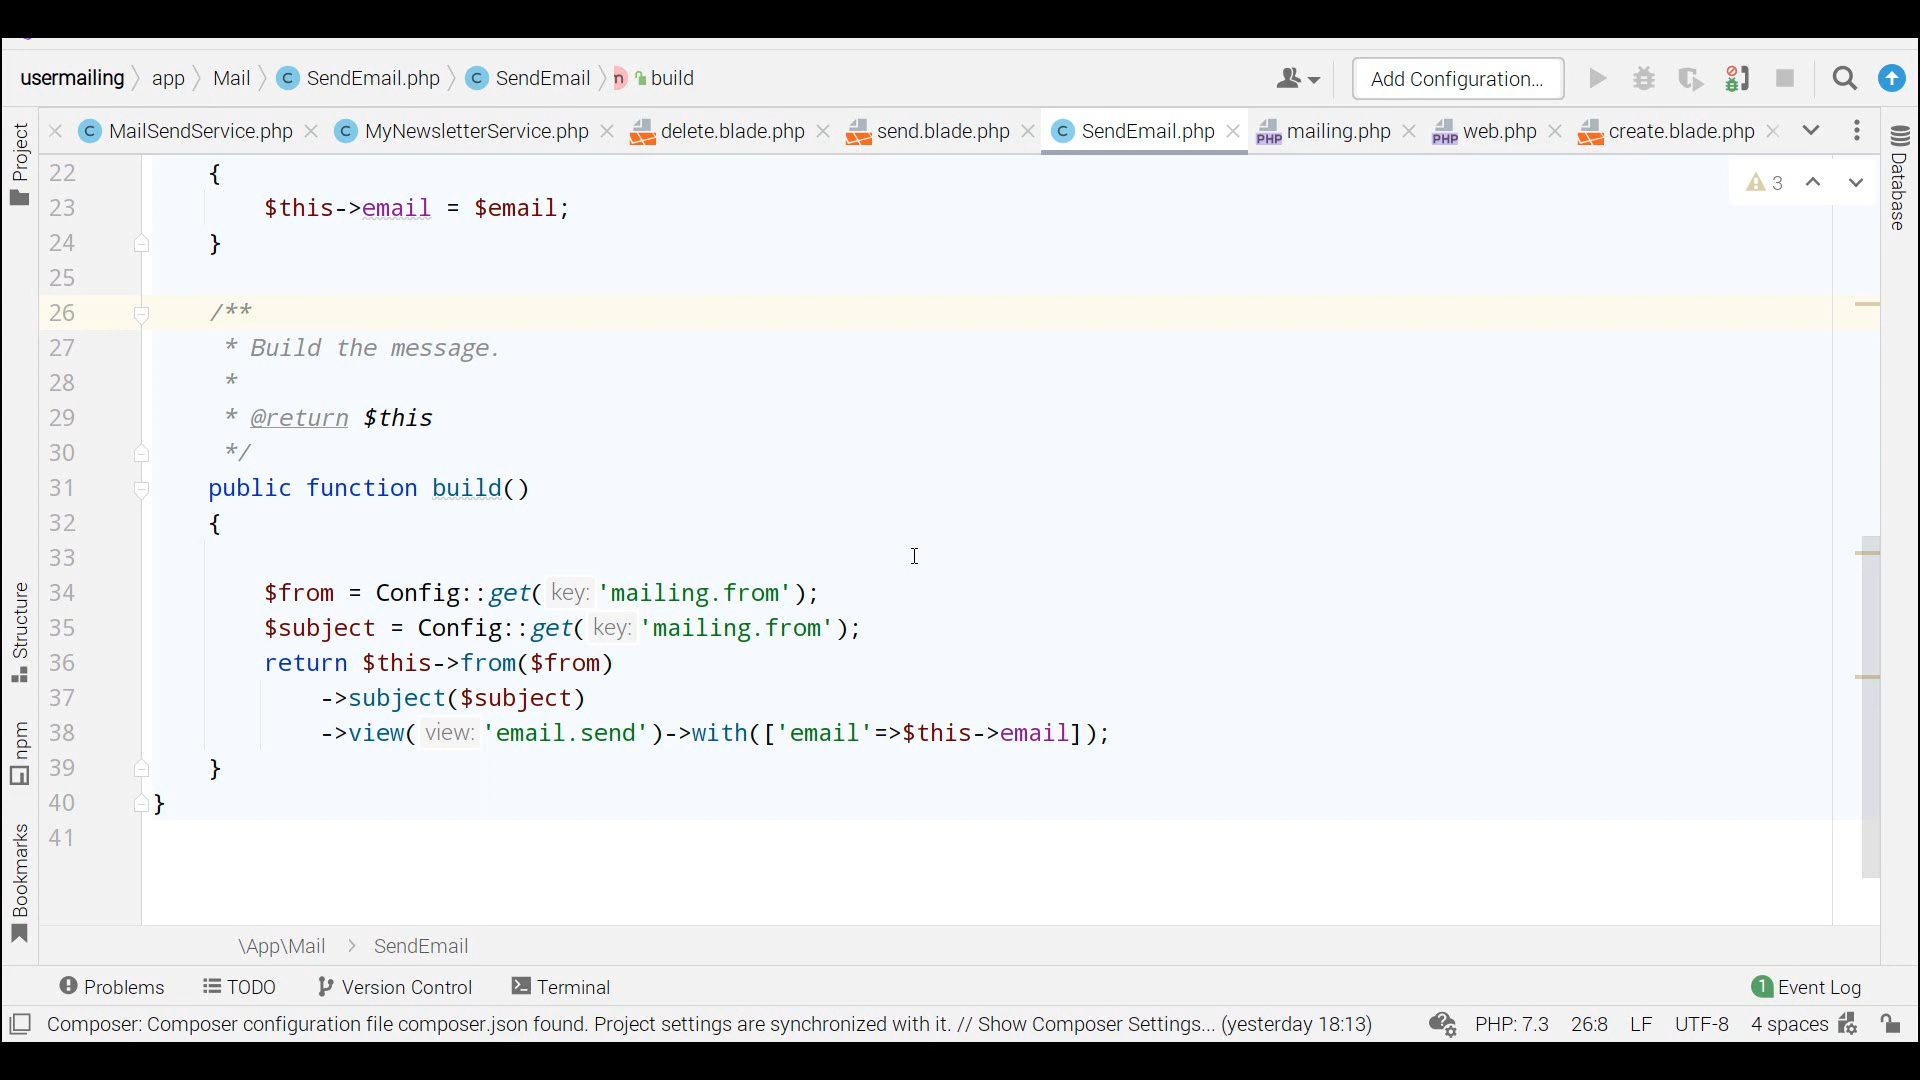 usermailing app Mail SendEmail.php SendEmail m build Add Configuration...
MailSendService.php MyNewsletterService.php delete.blade.php send.blade.php SendEmail.php mailing.php web.php create.blade.php
Project
Structure
npm
Bookmarks
Database
3
22 {
23 $this->email = $email;
24 }
25
26 /**
27 * Build the message.
28 *
29 * @return $this
30 */
31 public function build()
32 {
33
34 $from = Config::get( key: 'mailing.from');
35 $subject = Config::get( key: 'mailing.from');
36 return $this->from($from)
37 ->subject($subject)
38 ->view( view: 'email.send')->with(['email'=>$this->email]);
39 }
40 }
41
\App\Mail > SendEmail
Problems TODO Version Control Terminal 1 Event Log
Composer: Composer configuration file composer.json found. Project settings are synchronized with it. // Show Composer Settings... (yesterday 18:13) PHP: 7.3 26:8 LF UTF-8 4 spaces